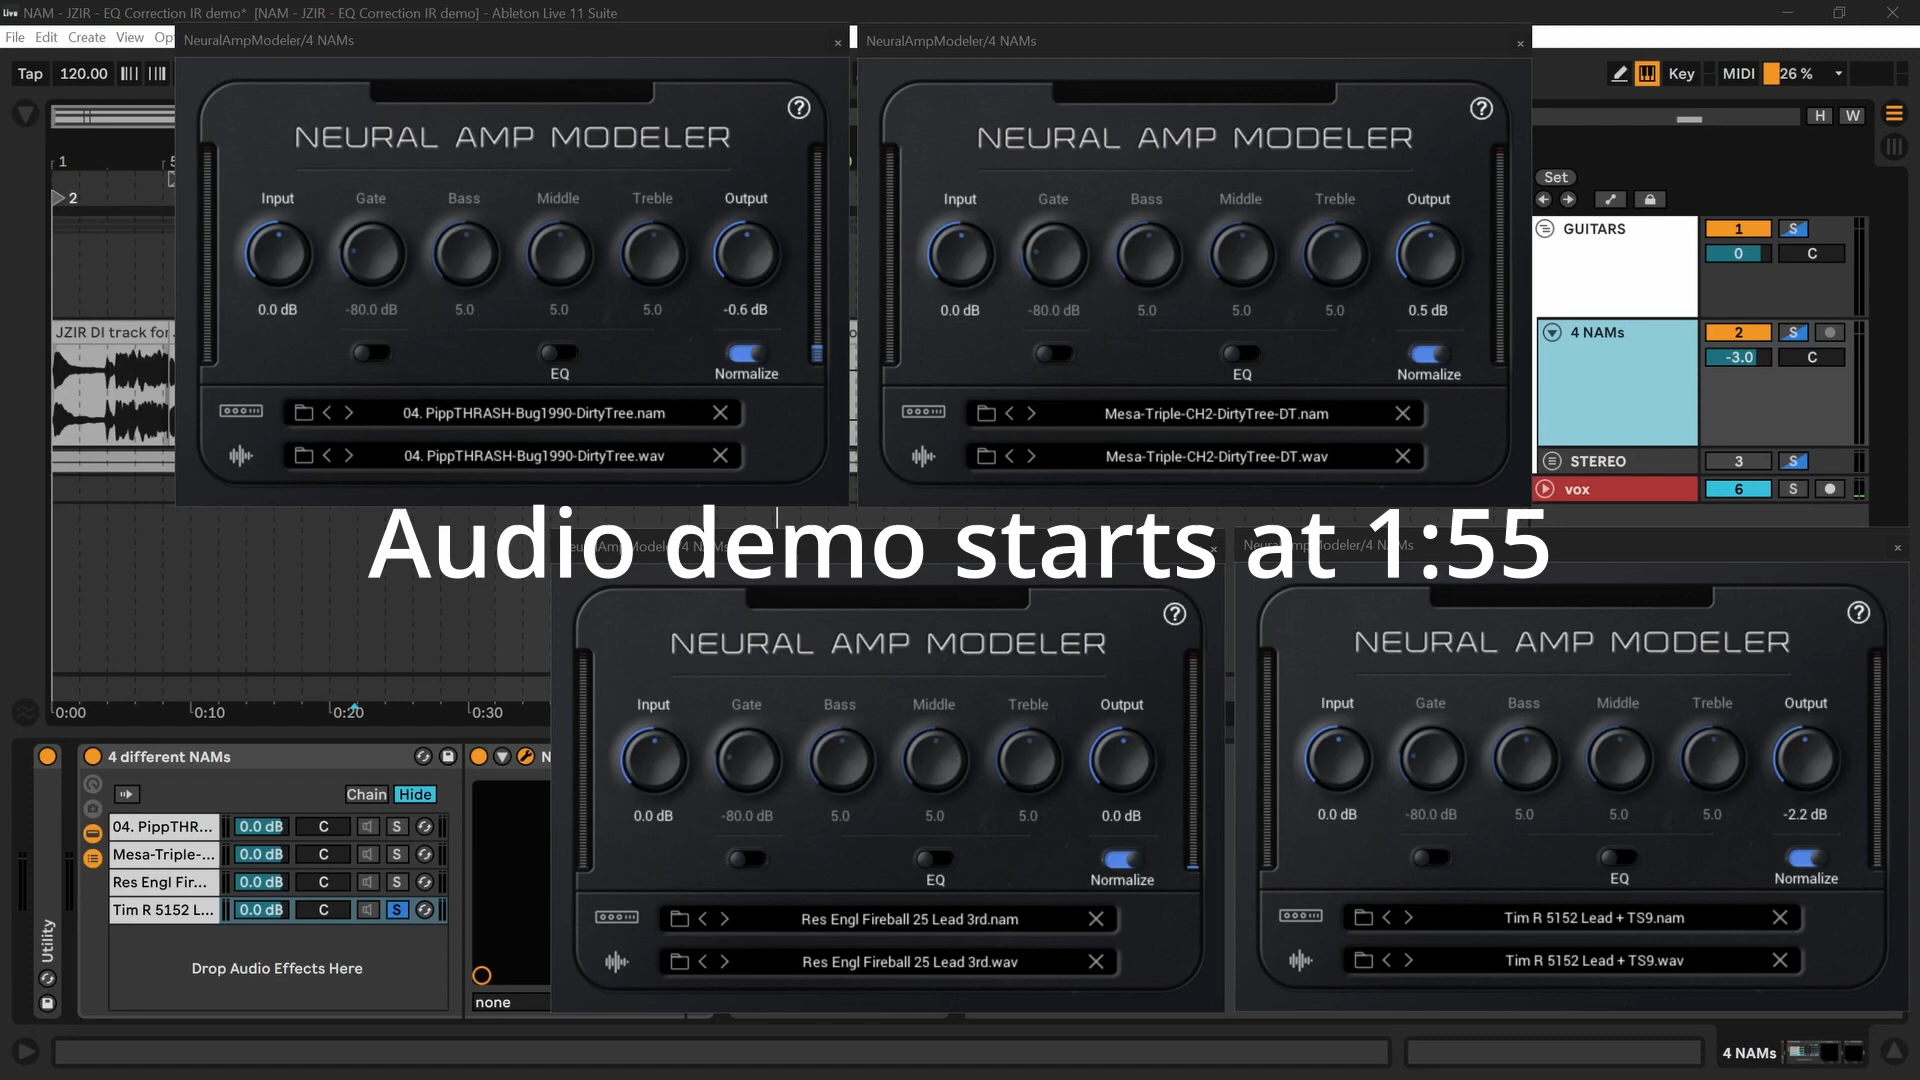 NAM - JZIR - EQ Correction IR demo* [NAM - JZIR - EQ Correction IR demo] - Ableton Live 11 Suite
File Edit Create View
NeuralAmpModeler/4 NAMs
NeuralAmpModeler/4 NAMs
Tap 120.00
Key MIDI 26 %
H W
NEURAL AMP MODELER
Input Gate Bass Middle Treble Output
0.0 dB -80.0 dB 5.0 5.0 5.0 -0.6 dB
EQ Normalize
04. PippTHRASH-Bug1990-DirtyTree.nam
04. PippTHRASH-Bug1990-DirtyTree.wav
NEURAL AMP MODELER
Input Gate Bass Middle Treble Output
0.0 dB -80.0 dB 5.0 5.0 5.0 0.5 dB
EQ Normalize
Mesa-Triple-CH2-DirtyTree-DT.nam
Mesa-Triple-CH2-DirtyTree-DT.wav
1 5
2
JZIR DI track for
Set
GUITARS 1 S
0 C
4 NAMs 2 S
-3.0 C
STEREO 3 S
vox 6 S
Audio demo starts at 1:55
NeuralAmpModeler/4 NAMs
NeuralAmpModeler/4 NAMs
NEURAL AMP MODELER
Input Gate Bass Middle Treble Output
0.0 dB -80.0 dB 5.0 5.0 5.0 0.0 dB
EQ Normalize
Res Engl Fireball 25 Lead 3rd.nam
Res Engl Fireball 25 Lead 3rd.wav
NEURAL AMP MODELER
Input Gate Bass Middle Treble Output
0.0 dB -80.0 dB 5.0 5.0 5.0 -2.2 dB
EQ Normalize
Tim R 5152 Lead + TS9.nam
Tim R 5152 Lead + TS9.wav
0:00 0:10 0:20 0:30
Utility
4 different NAMs
Chain Hide
04. PippTHR... 0.0 dB C S
Mesa-Triple-... 0.0 dB C S
Res Engl Fir... 0.0 dB C S
Tim R 5152 L... 0.0 dB C S
Drop Audio Effects Here
none
4 NAMs